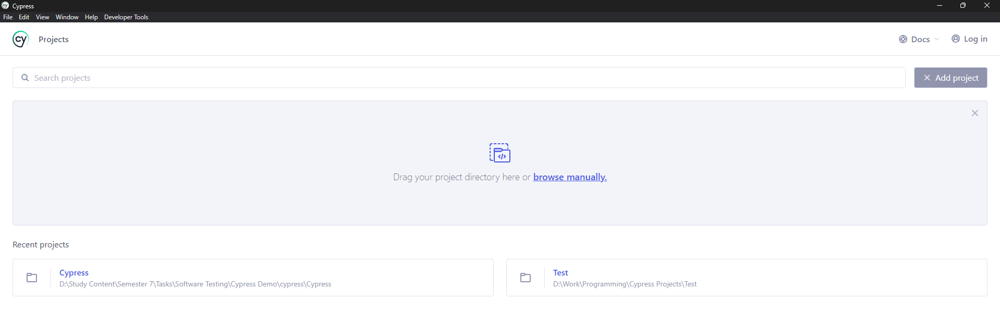 cy Cypress
File Edit View Window Help Developer Tools
cy Projects Docs Log in
Search projects Add project
</>
Drag your project directory here or browse manually.
Recent projects
Cypress
D:\Study Content\Semester 7\Tasks\Software Testing\Cypress Demo\cypress\Cypress
Test
D:\Work\Programming\Cypress Projects\Test